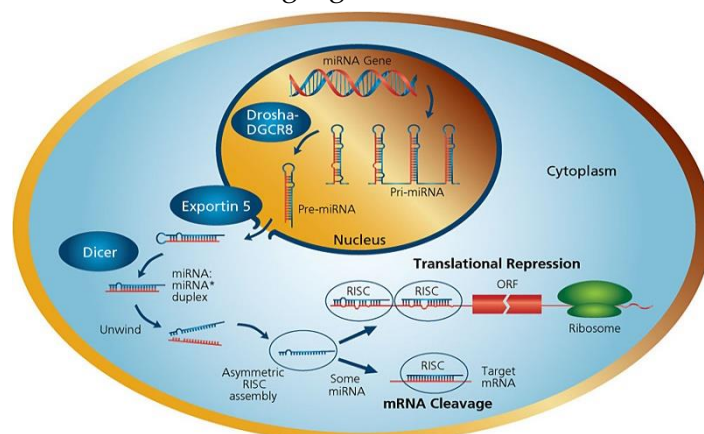 miRNA Gene
Drosha-
DGCR8
Pri-miRNA
Pre-miRNA
Exportin 5
Nucleus
Cytoplasm
Dicer
miRNA:
miRNA*
duplex
Unwind
Asymmetric
RISC
assembly
Some
miRNA
Translational Repression
RISC
RISC
ORF
Ribosome
RISC
Target
mRNA
mRNA Cleavage